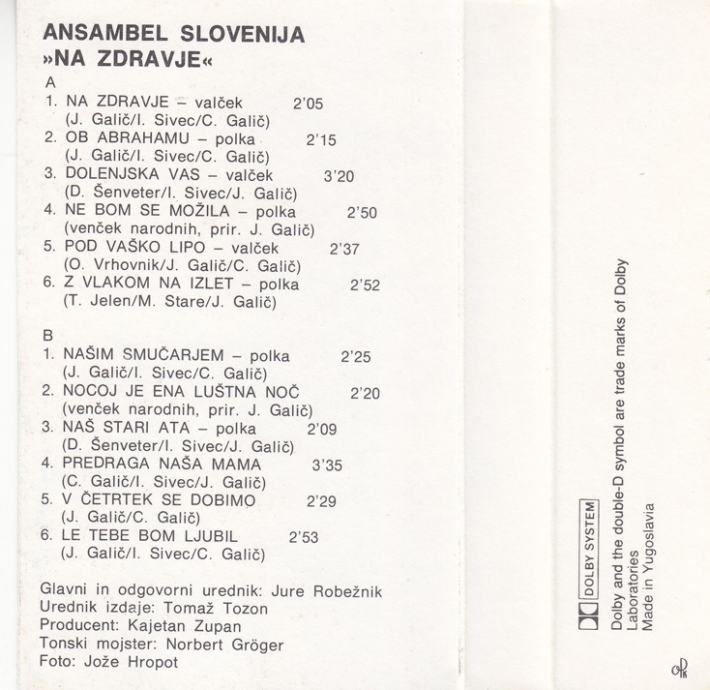 ANSAMBEL SLOVENIJA
»NA ZDRAVJE«
A
1. NA ZDRAVJE – valček 2'05
(J. Galič/I. Sivec/C. Galič)
2. OB ABRAHAMU – polka 2'15
(J. Galič/I. Sivec/C. Galič)
3. DOLENJSKA VAS – valček 3'20
(D. Šenveter/I. Sivec/J. Galič)
4. NE BOM SE MOŽILA – polka 2'50
(venček narodnih, prir. J. Galič)
5. POD VAŠKO LIPO – valček 2'37
(O. Vrhovnik/J. Galič/C. Galič)
6. Z VLAKOM NA IZLET – polka 2'52
(T. Jelen/M. Stare/J. Galič)
B
1. NAŠIM SMUČARJEM – polka 2'25
(J. Galič/I. Sivec/C. Galič)
2. NOCOJ JE ENA LUŠTNA NOČ 2'20
(venček narodnih, prir. J. Galič)
3. NAŠ STARI ATA – polka 2'09
(D. Šenveter/I. Sivec/J. Galič)
4. PREDRAGA NAŠA MAMA 3'35
(C. Galič/I. Sivec/J. Galič)
5. V ČETRTEK SE DOBIMO 2'29
(J. Galič/C. Galič)
6. LE TEBE BOM LJUBIL 2'53
(J. Galič/I. Sivec/C. Galič)
Glavni in odgovorni urednik: Jure Robežnik
Urednik izdaje: Tomaž Tozon
Producent: Kajetan Zupan
Tonski mojster: Norbert Gröger
Foto: Jože Hropot
DOLBY SYSTEM
Dolby and the double-D symbol are trade marks of Dolby
Laboratories
Made in Yugoslavia